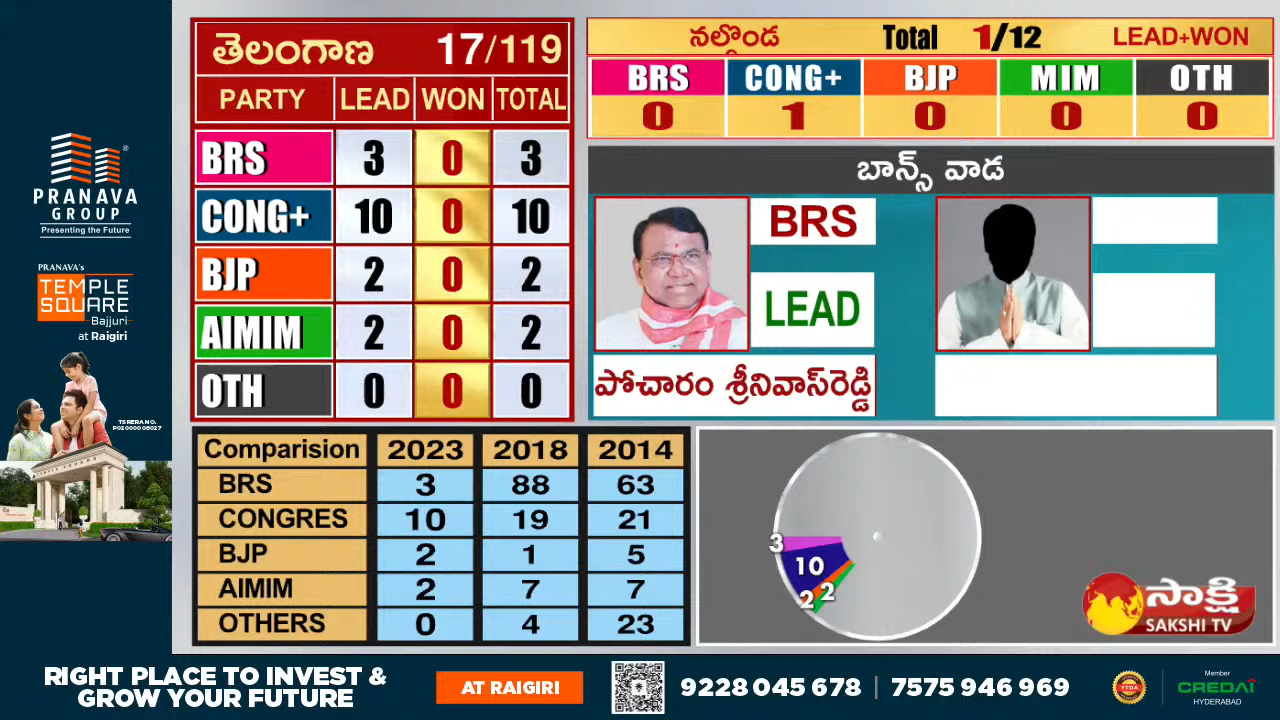 PRANAVA
GROUP
Presenting the Future
PRANAVA's
TEMPLE
SQUARE
Bajjuri
at Raigiri
TS RERA NO.
తెలంగాణ 17/119
PARTY LEAD WON TOTAL
BRS 3 0 3
CONG+ 10 0 10
BJP 2 0 2
AIMIM 2 0 2
OTH 0 0 0
నల్గొండ Total 1/12 LEAD+WON
BRS CONG+ BJP MIM OTH
0 1 0 0 0
బాన్స్ వాడ
BRS
LEAD
పోచారం శ్రీనివాస్‌రెడ్డి
Comparision 2023 2018 2014
BRS 3 88 63
CONGRES 10 19 21
BJP 2 1 5
AIMIM 2 7 7
OTHERS 0 4 23
3
10
2 2
సాక్షి
SAKSHI TV
RIGHT PLACE TO INVEST &
GROW YOUR FUTURE
AT RAIGIRI
9228 045 678 | 7575 946 969
YTDA
Member
CREDAI
HYDERABAD